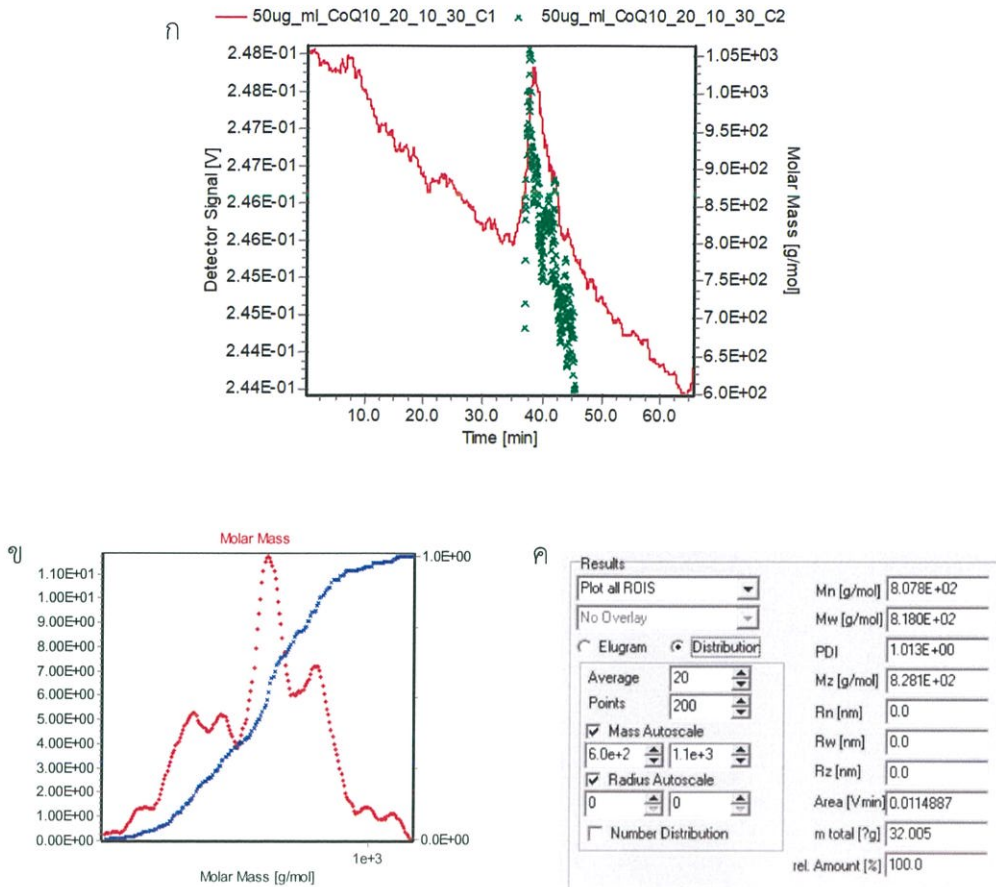 50ug_ml_CoQ10_20_10_30_C1 50ug_ml_CoQ10_20_10_30_C2
ก
2.48E-01
2.48E-01
2.47E-01
2.47E-01
2.46E-01
2.46E-01
2.45E-01
2.45E-01
2.44E-01
2.44E-01
Detector Signal [V]
1.05E+03
1.0E+03
9.5E+02
9.0E+02
8.5E+02
8.0E+02
7.5E+02
7.0E+02
6.5E+02
6.0E+02
Molar Mass [g/mol]
10.0 20.0 30.0 40.0 50.0 60.0
Time [min]
ข
Molar Mass
1.10E+01
1.00E+01
9.00E+00
8.00E+00
7.00E+00
6.00E+00
5.00E+00
4.00E+00
3.00E+00
2.00E+00
1.00E+00
0.00E+00
1.0E+00
0.0E+00
1e+3
Molar Mass [g/mol]
ค
Results
Plot all ROIS
No Overlay
Elugram Distribution
Average 20
Points 200
Mass Autoscale
6.0e+2 1.1e+3
Radius Autoscale
0 0
Number Distribution
Mn [g/mol] 8.078E+02
Mw [g/mol] 8.180E+02
PDI 1.013E+00
Mz [g/mol] 8.281E+02
Rn [nm] 0.0
Rw [nm] 0.0
Rz [nm] 0.0
Area [Vmin] 0.0114887
m total [?g] 32.005
rel. Amount [%] 100.0